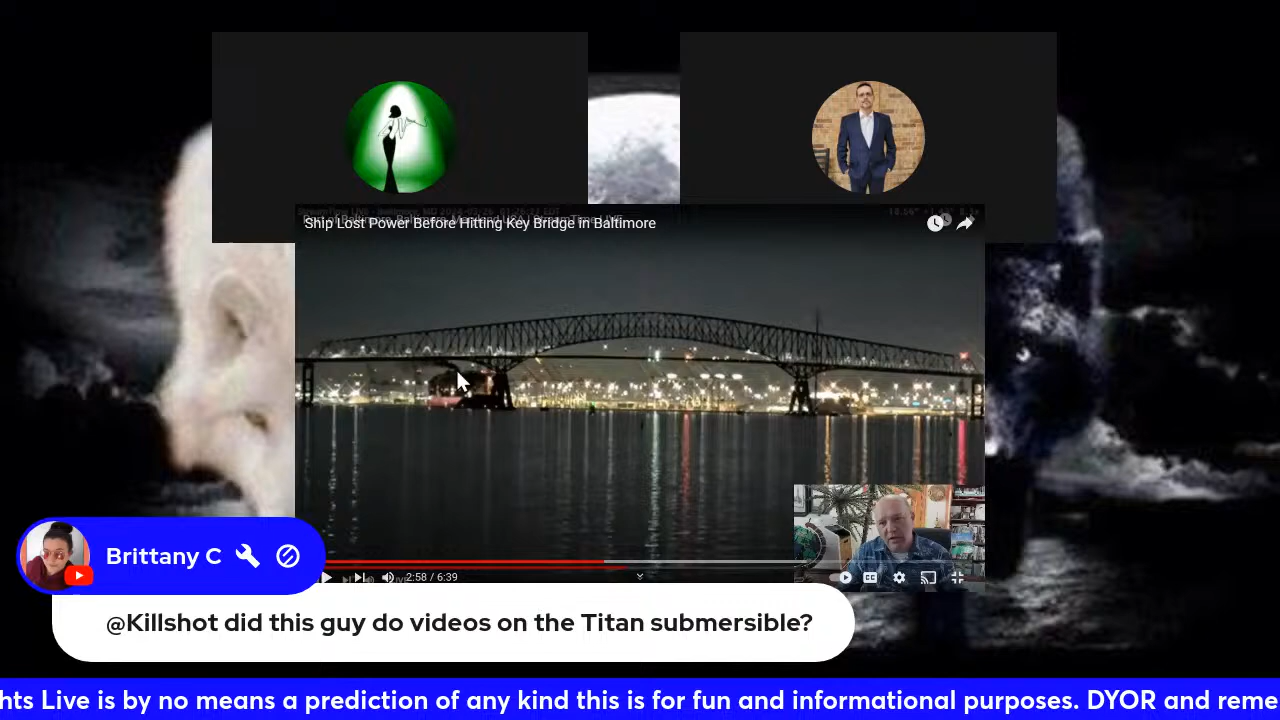 Ship Lost Power Before Hitting Key Bridge in Baltimore
2:58 / 6:39
CC
Brittany C
@Killshot did this guy do videos on the Titan submersible?
hts Live is by no means a prediction of any kind this is for fun and informational purposes. DYOR and reme